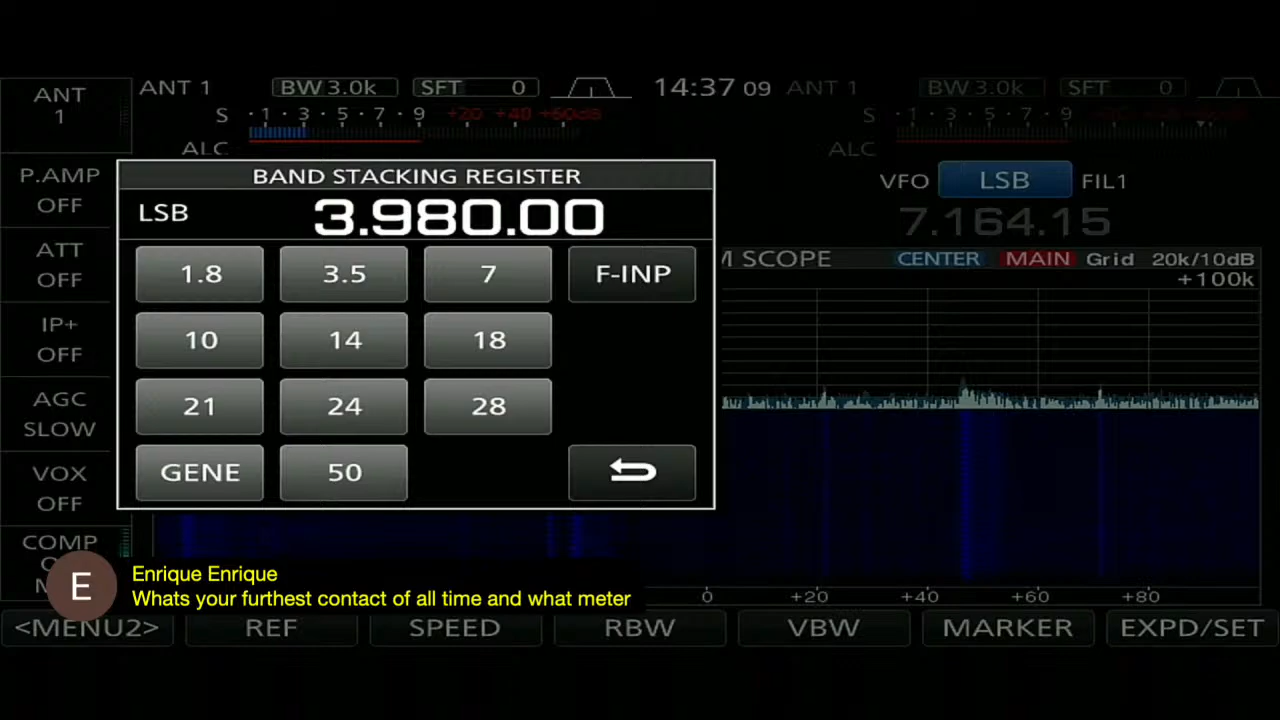 ANT
1
ANT 1
BW 3.0k
SFT 0
14:37 09
ANT 1
BW 3.0k
SFT 0
S 1 3 5 7 9 +20 +40 +60dB
S 1 3 5 7 9
ALC
ALC
P.AMP
OFF
BAND STACKING REGISTER
VFO LSB FIL1
LSB 3.980.00
7.164.15
ATT
OFF
1.8 3.5 7 F-INP
M SCOPE CENTER MAIN Grid 20k/10dB
+100k
IP+
OFF
10 14 18
AGC
SLOW
21 24 28
VOX
OFF
GENE 50
COMP
E
Enrique Enrique
Whats your furthest contact of all time and what meter
0 +20 +40 +60 +80
<MENU2> REF SPEED RBW VBW MARKER EXPD/SET